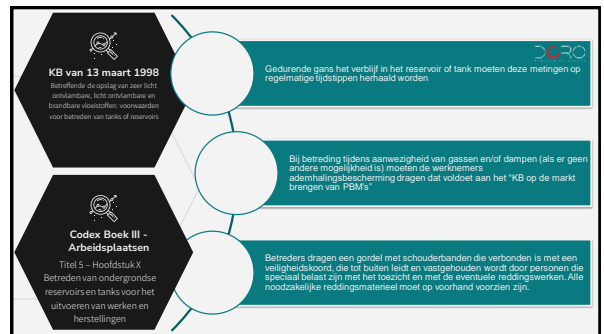 KB van 13 maart 1998
Betreffende de opslag van zeer licht
ontvlambare, licht ontvlambare en
brandbare vloeistoffen: voorwaarden
voor betreden van tanks of reservoirs
DORO
Gedurende gans het verblijf in het reservoir of tank moeten deze metingen op
regelmatige tijdstippen herhaald worden
Bij betreding tijdens aanwezigheid van gassen en/of dampen (als er geen
andere mogelijkheid is) moeten de werknemers
ademhalingsbescherming dragen dat voldoet aan het “KB op de markt
brengen van PBM's”
Codex Boek III -
Arbeidsplaatsen
Titel 5 – Hoofdstuk X
Betreden van ondergrondse
reservoirs en tanks voor het
uitvoeren van werken en
herstellingen
Betreders dragen een gordel met schouderbanden die verbonden is met een
veiligheidskoord, die tot buiten leidt en vastgehouden wordt door personen die
speciaal belast zijn met het toezicht en met de eventuele reddingswerken. Alle
noodzakelijke reddingsmaterieel moet op voorhand voorzien zijn.